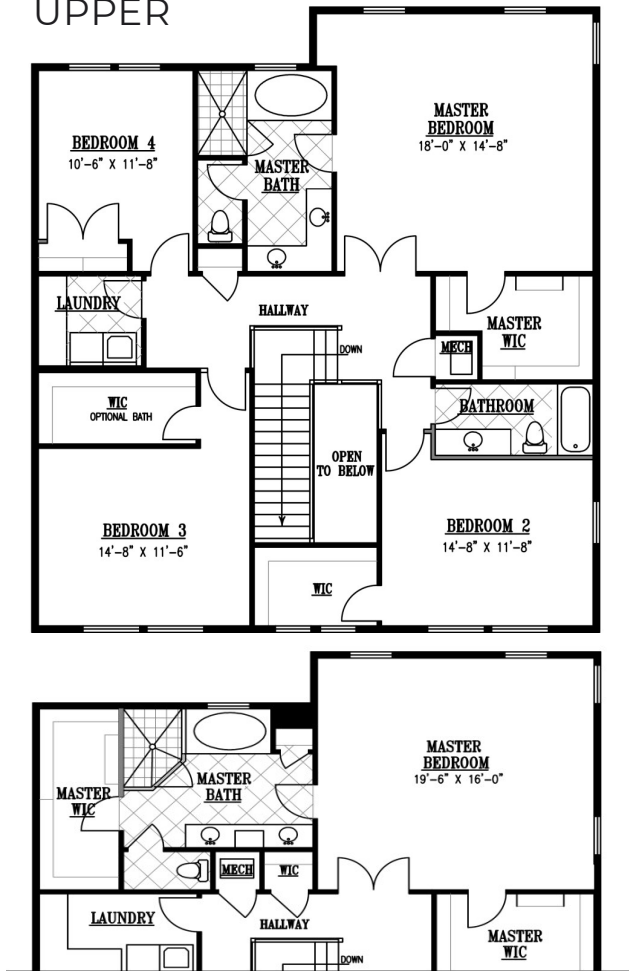 UPPER
MASTER
BEDROOM
18'-0" X 14'-8"
BEDROOM 4
10'-6" X 11'-8"
MASTER
BATH
LAUNDRY
HALLWAY
MASTER
WIC
DOWN
MECH
WIC
OPTIONAL BATH
BATHROOM
OPEN
TO BELOW
BEDROOM 3
14'-8" X 11'-6"
BEDROOM 2
14'-8" X 11'-8"
WIC
MASTER
BEDROOM
19'-6" X 16'-0"
MASTER
BATH
MASTER
WIC
MECH
WIC
LAUNDRY
HALLWAY
MASTER
WIC
DOWN